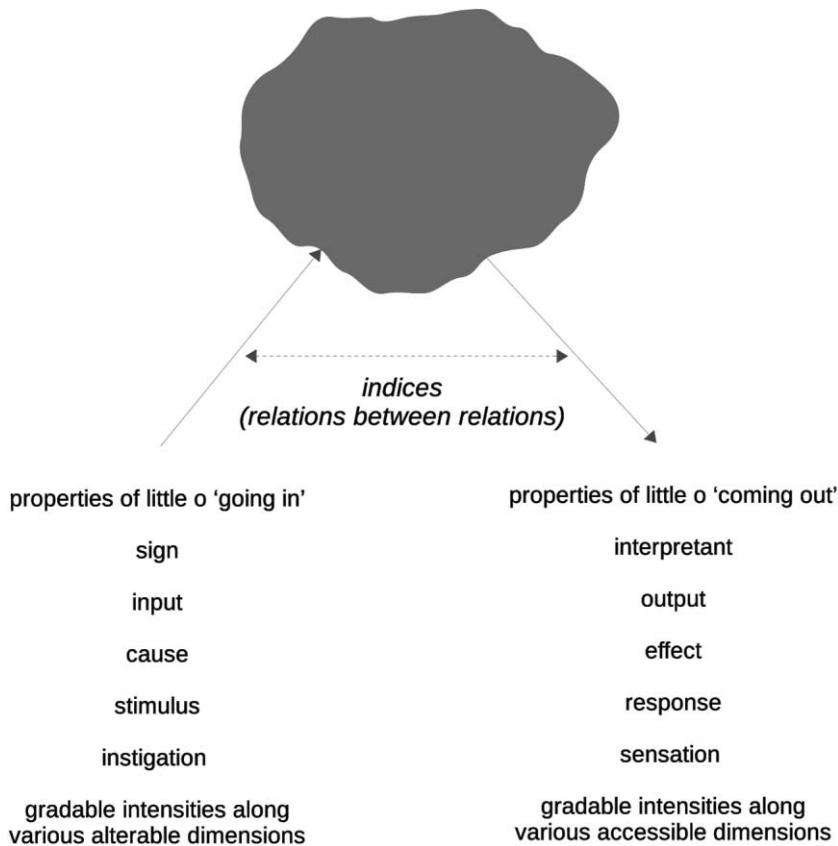 indices
(relations between relations)
properties of little o ‘going in’
properties of little o ‘coming out’
sign
interpretant
input
output
cause
effect
stimulus
response
instigation
sensation
gradable intensities along
various alterable dimensions
gradable intensities along
various accessible dimensions